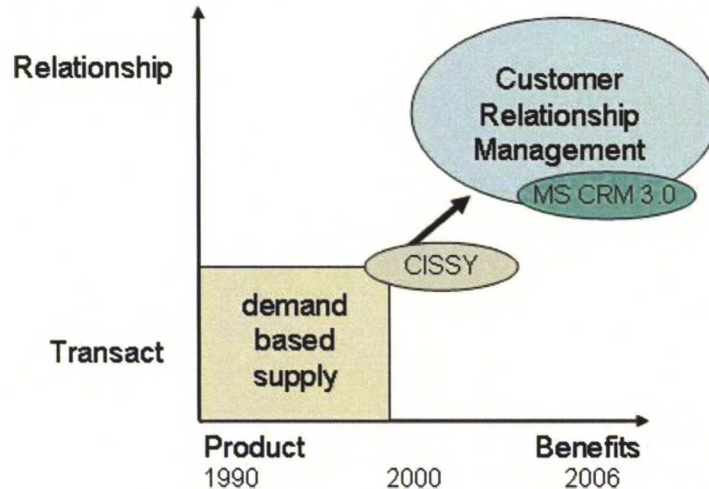 Relationship
Customer
Relationship
Management
MS CRM 3.0
CISSY
demand
based
supply
Transact
Product
Benefits
1990
2000
2006